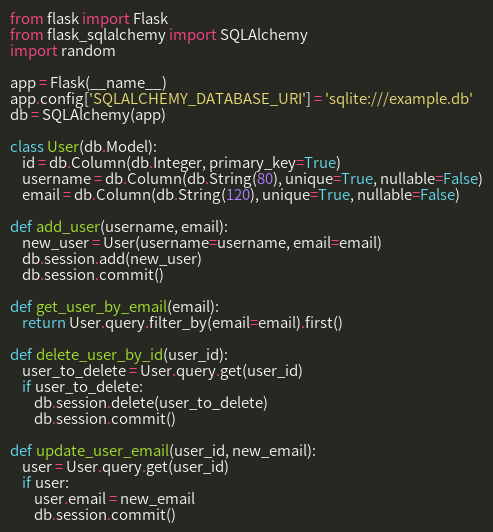 from flask import Flask
from flask_sqlalchemy import SQLAlchemy
import random

app = Flask(__name__)
app.config['SQLALCHEMY_DATABASE_URI'] = 'sqlite:///example.db'
db = SQLAlchemy(app)

class User(db.Model):
    id = db.Column(db.Integer, primary_key=True)
    username = db.Column(db.String(80), unique=True, nullable=False)
    email = db.Column(db.String(120), unique=True, nullable=False)

def add_user(username, email):
    new_user = User(username=username, email=email)
    db.session.add(new_user)
    db.session.commit()

def get_user_by_email(email):
    return User.query.filter_by(email=email).first()

def delete_user_by_id(user_id):
    user_to_delete = User.query.get(user_id)
    if user_to_delete:
        db.session.delete(user_to_delete)
        db.session.commit()

def update_user_email(user_id, new_email):
    user = User.query.get(user_id)
    if user:
        user.email = new_email
        db.session.commit()